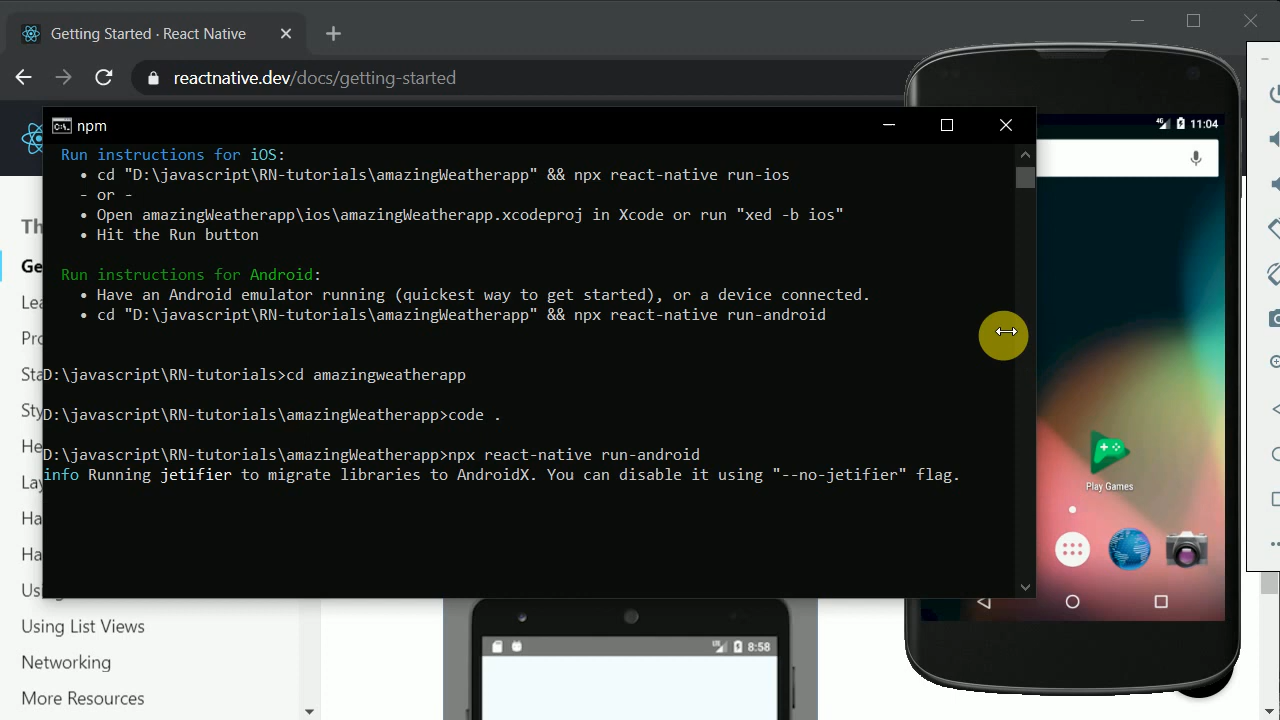 Getting Started · React Native
reactnative.dev/docs/getting-started
npm
Run instructions for iOS:
• cd "D:\javascript\RN-tutorials\amazingWeatherapp" && npx react-native run-ios
- or -
• Open amazingWeatherapp\ios\amazingWeatherapp.xcodeproj in Xcode or run "xed -b ios"
• Hit the Run button
Run instructions for Android:
• Have an Android emulator running (quickest way to get started), or a device connected.
• cd "D:\javascript\RN-tutorials\amazingWeatherapp" && npx react-native run-android
D:\javascript\RN-tutorials>cd amazingweatherapp
D:\javascript\RN-tutorials\amazingWeatherapp>code .
D:\javascript\RN-tutorials\amazingWeatherapp>npx react-native run-android
info Running jetifier to migrate libraries to AndroidX. You can disable it using "--no-jetifier" flag.
4G 11:04
Play Games
Using List Views
Networking
More Resources
8:58